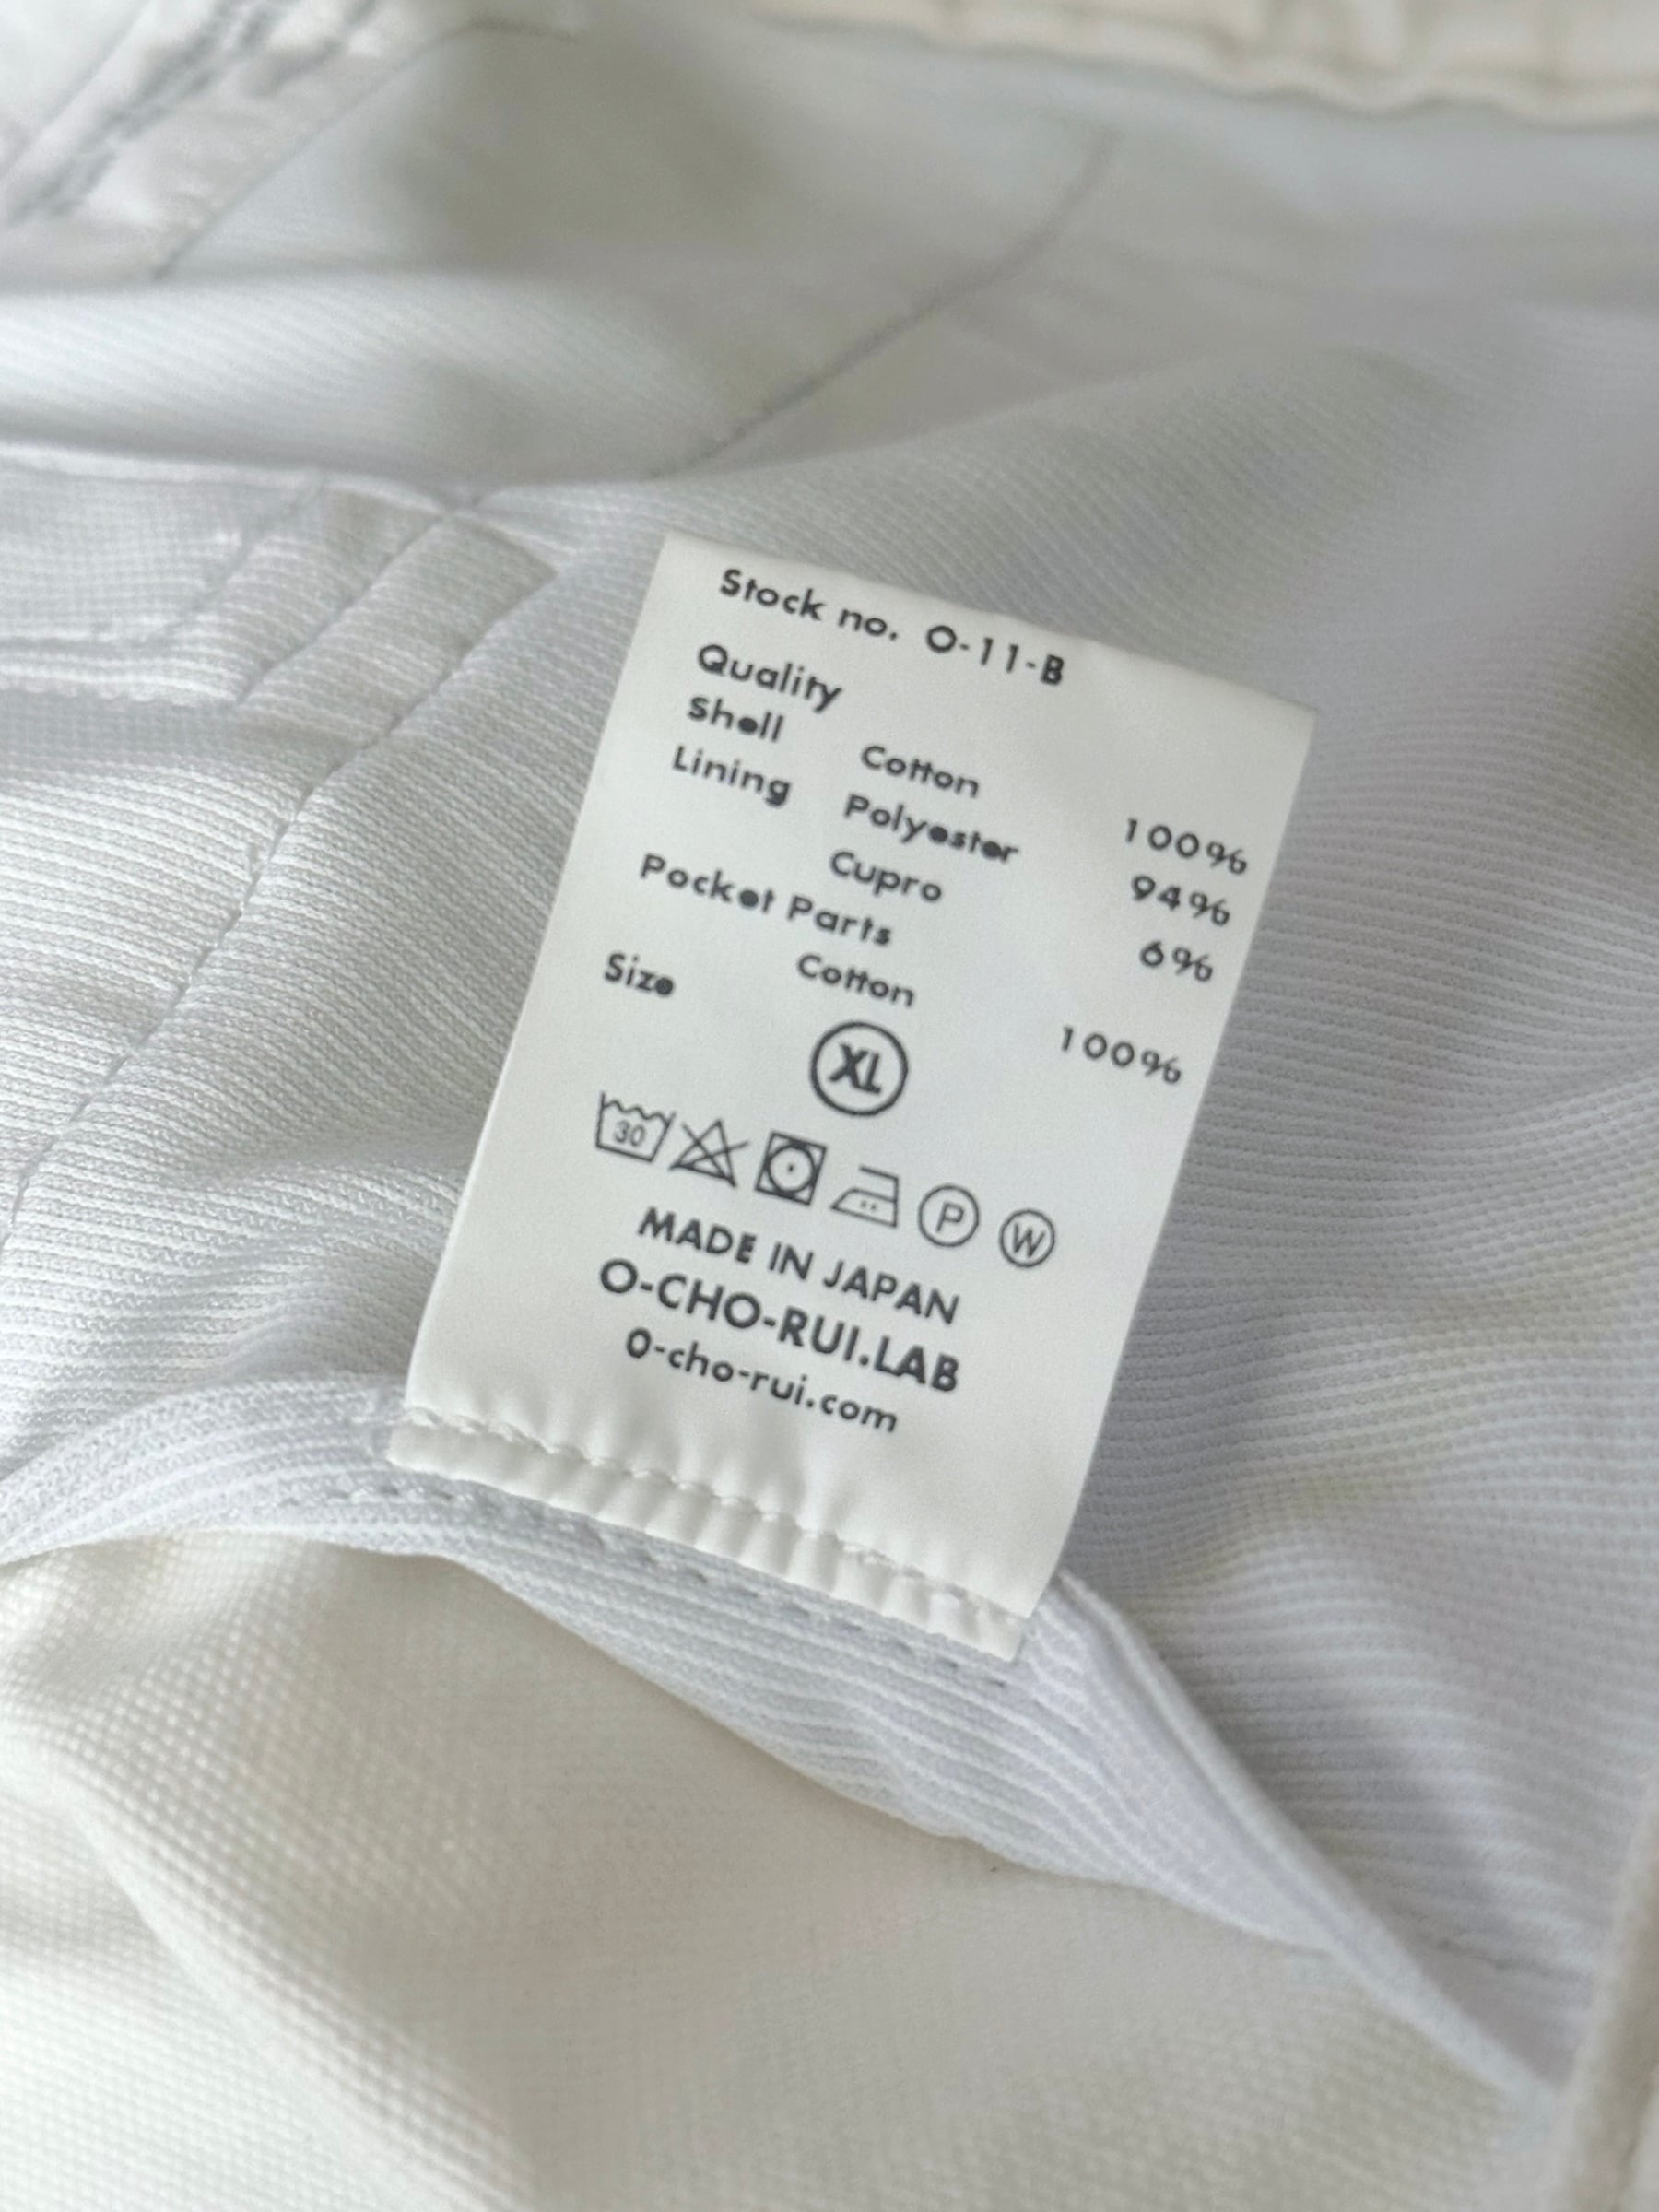 Stock no. O-11-B
Quality
Shell Cotton 100%
Lining Polyester 94%
Cupro 6%
Pocket Parts
Cotton 100%
Size
XL
30 P W
MADE IN JAPAN
O-CHO-RUI.LAB
0-cho-rui.com